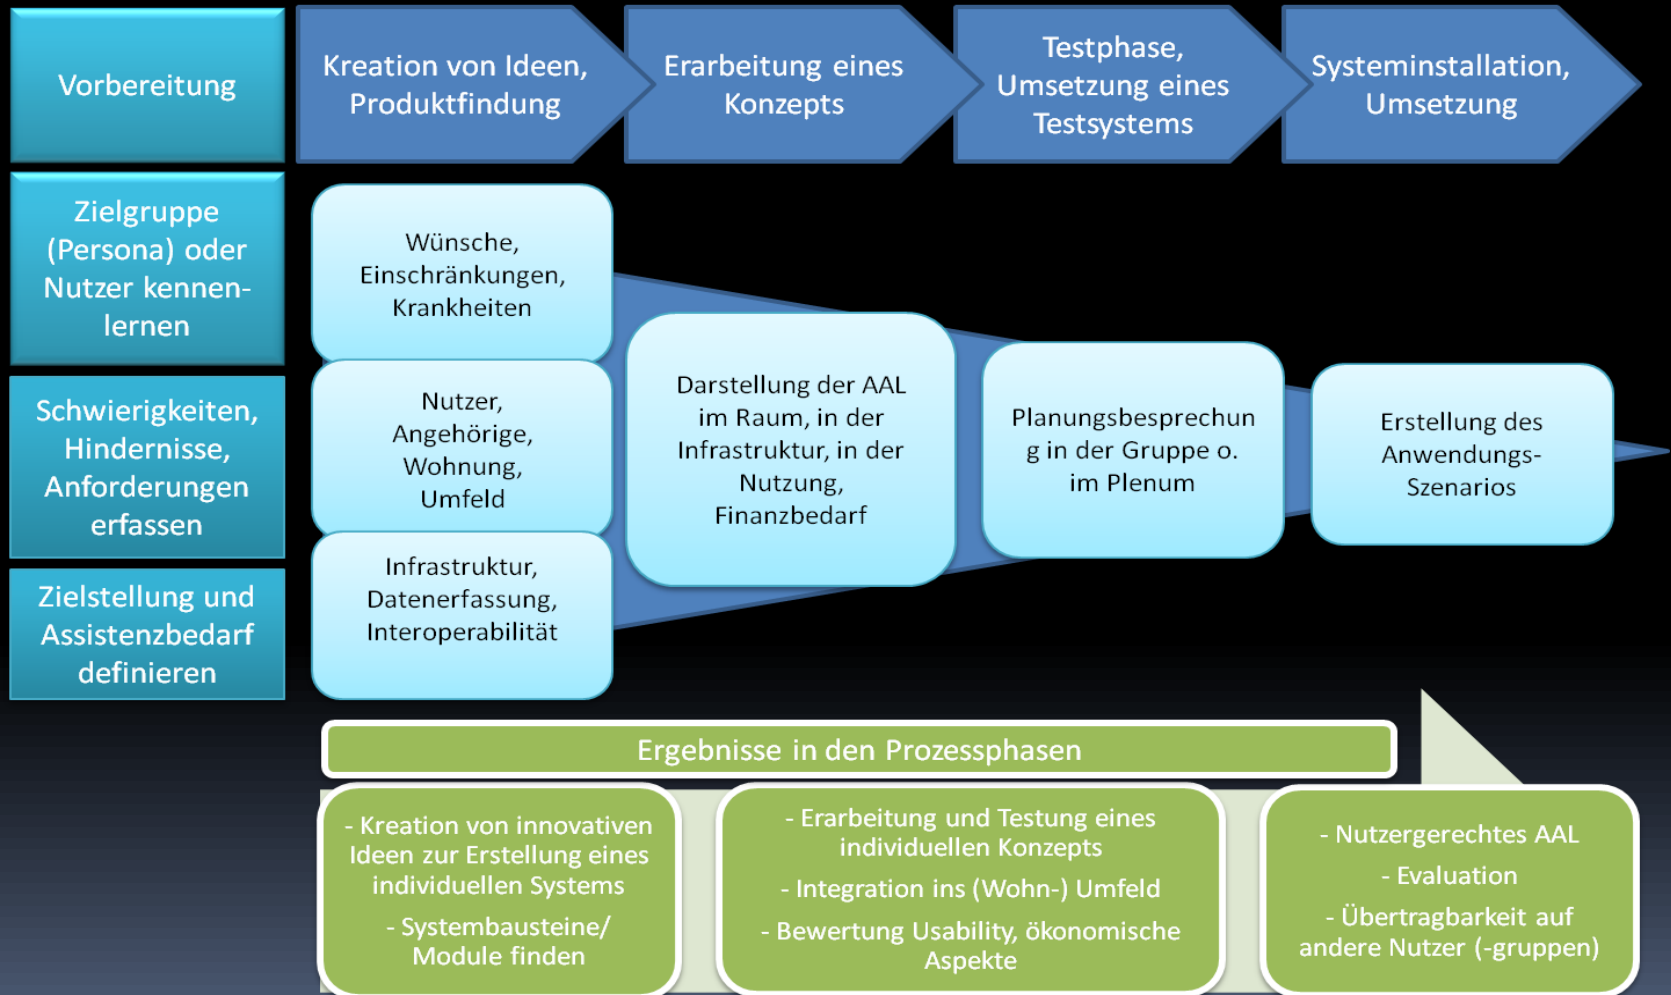 Vorbereitung
Kreation von Ideen,
Produktfindung
Erarbeitung eines
Konzepts
Testphase,
Umsetzung eines
Testsystems
Systeminstallation,
Umsetzung
Zielgruppe
(Persona) oder
Nutzer kennen-
lernen
Schwierigkeiten,
Hindernisse,
Anforderungen
erfassen
Zielstellung und
Assistenzbedarf
definieren
Wünsche,
Einschränkungen,
Krankheiten
Nutzer,
Angehörige,
Wohnung,
Umfeld
Infrastruktur,
Datenerfassung,
Interoperabilität
Darstellung der AAL
im Raum, in der
Infrastruktur, in der
Nutzung,
Finanzbedarf
Planungsbesprechun
g in der Gruppe o.
im Plenum
Erstellung des
Anwendungs-
Szenarios
Ergebnisse in den Prozessphasen
- Kreation von innovativen
Ideen zur Erstellung eines
individuellen Systems
- Systembausteine/
Module finden
- Erarbeitung und Testung eines
individuellen Konzepts
- Integration ins (Wohn-) Umfeld
- Bewertung Usability, ökonomische
Aspekte
- Nutzergerechtes AAL
- Evaluation
- Übertragbarkeit auf
andere Nutzer (-gruppen)